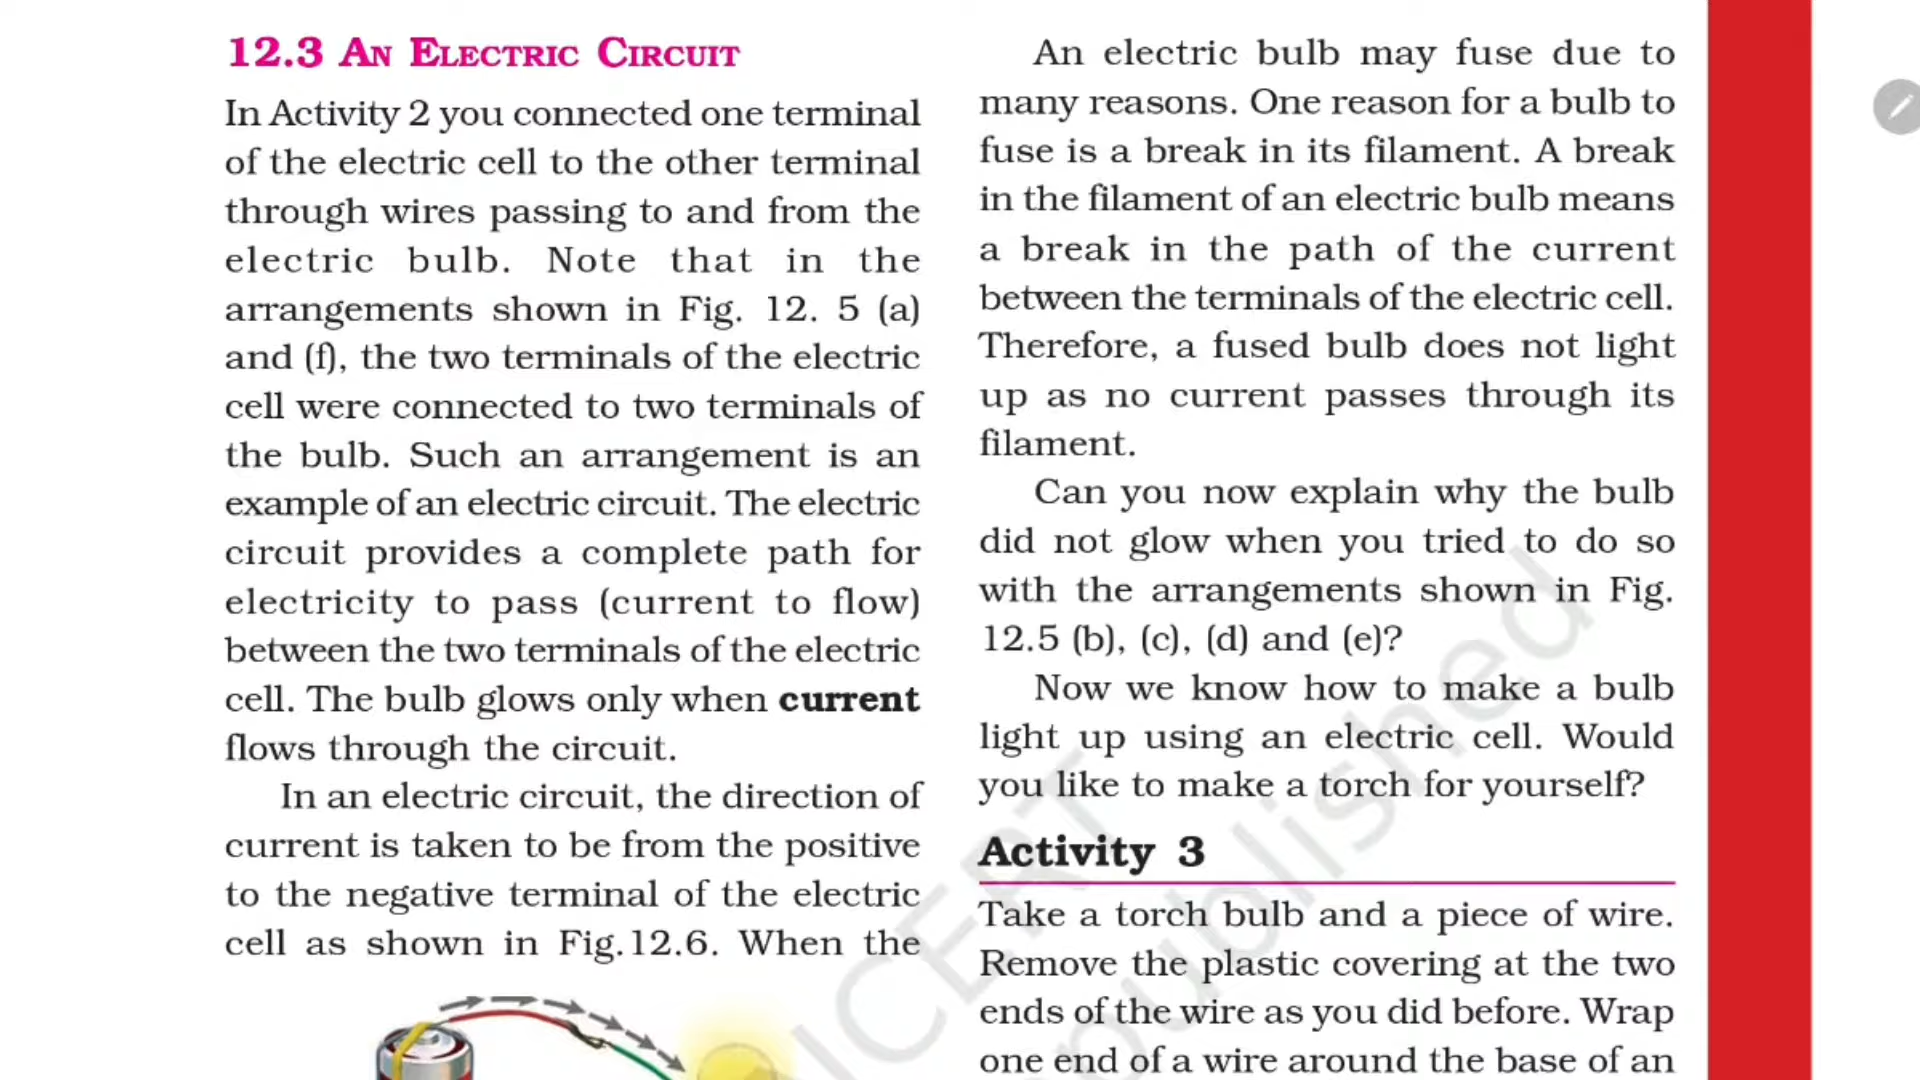 12.3 AN ELECTRIC CIRCUIT
In Activity 2 you connected one terminal
of the electric cell to the other terminal
through wires passing to and from the
electric bulb. Note that in the
arrangements shown in Fig. 12. 5 (a)
and (f), the two terminals of the electric
cell were connected to two terminals of
the bulb. Such an arrangement is an
example of an electric circuit. The electric
circuit provides a complete path for
electricity to pass (current to flow)
between the two terminals of the electric
cell. The bulb glows only when current
flows through the circuit.
In an electric circuit, the direction of
current is taken to be from the positive
to the negative terminal of the electric
cell as shown in Fig.12.6. When the
An electric bulb may fuse due to
many reasons. One reason for a bulb to
fuse is a break in its filament. A break
in the filament of an electric bulb means
a break in the path of the current
between the terminals of the electric cell.
Therefore, a fused bulb does not light
up as no current passes through its
filament.
Can you now explain why the bulb
did not glow when you tried to do so
with the arrangements shown in Fig.
12.5 (b), (c), (d) and (e)?
Now we know how to make a bulb
light up using an electric cell. Would
you like to make a torch for yourself?
Activity 3
Take a torch bulb and a piece of wire.
Remove the plastic covering at the two
ends of the wire as you did before. Wrap
one end of a wire around the base of an
NCERT
published